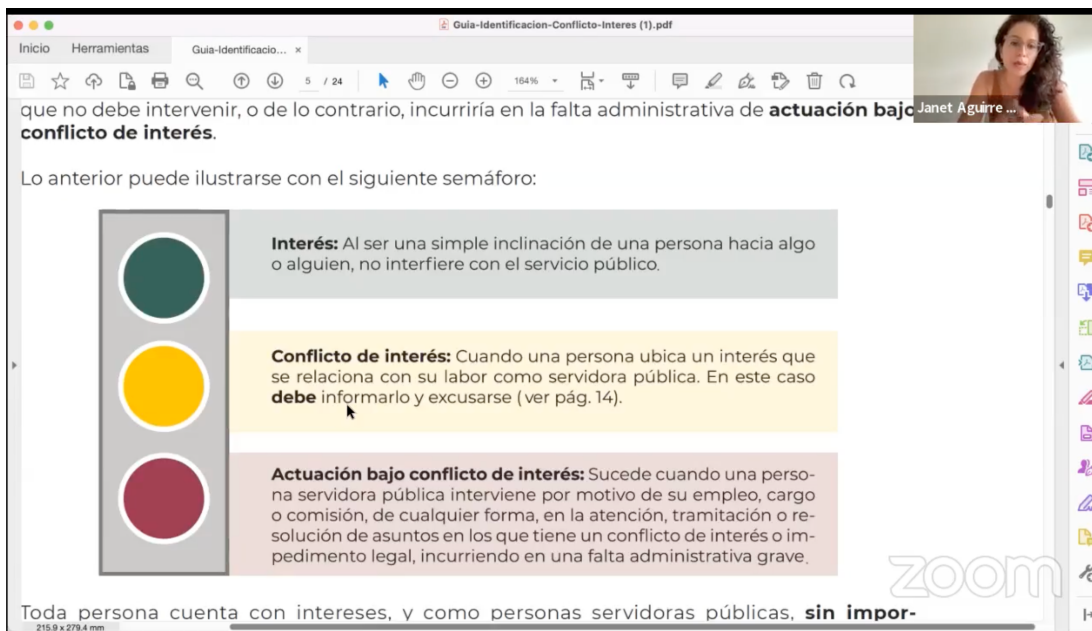 Guia-Identificacion-Conflicto-Interes (1).pdf
Inicio Herramientas Guia-Identificacio... ×
5 / 24 164%
que no debe intervenir, o de lo contrario, incurriría en la falta administrativa de actuación bajo
conflicto de interés.
Janet Aguirre ...
Lo anterior puede ilustrarse con el siguiente semáforo:
Interés: Al ser una simple inclinación de una persona hacia algo
o alguien, no interfiere con el servicio público.
Conflicto de interés: Cuando una persona ubica un interés que
se relaciona con su labor como servidora pública. En este caso
debe informarlo y excusarse (ver pág. 14).
Actuación bajo conflicto de interés: Sucede cuando una perso-
na servidora pública interviene por motivo de su empleo, cargo
o comisión, de cualquier forma, en la atención, tramitación o re-
solución de asuntos en los que tiene un conflicto de interés o im-
pedimento legal, incurriendo en una falta administrativa grave.
zoom
Toda persona cuenta con intereses, y como personas servidoras públicas, sin impor-
215.9 x 279.4 mm